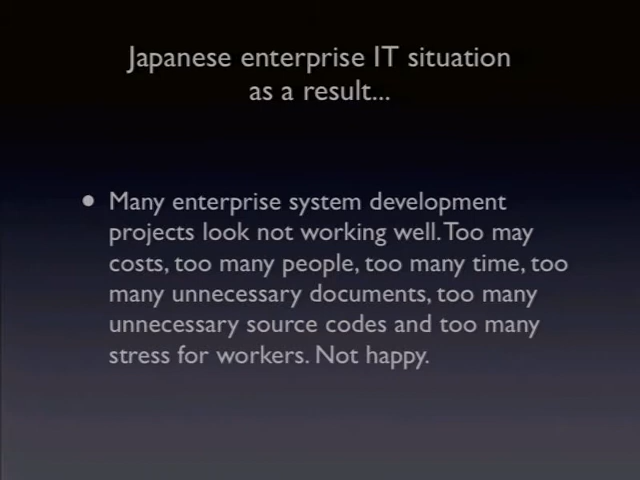 Japanese enterprise IT situation
as a result...
• Many enterprise system development
projects look not working well. Too may
costs, too many people, too many time, too
many unnecessary documents, too many
unnecessary source codes and too many
stress for workers. Not happy.